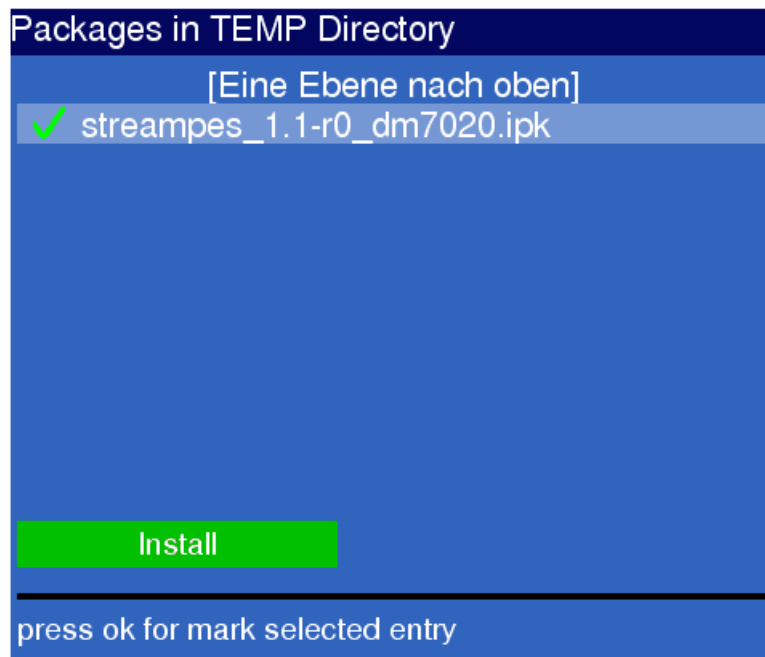 Packages in TEMP Directory
[Eine Ebene nach oben]
streampes_1.1-r0_dm7020.ipk
Install
press ok for mark selected entry